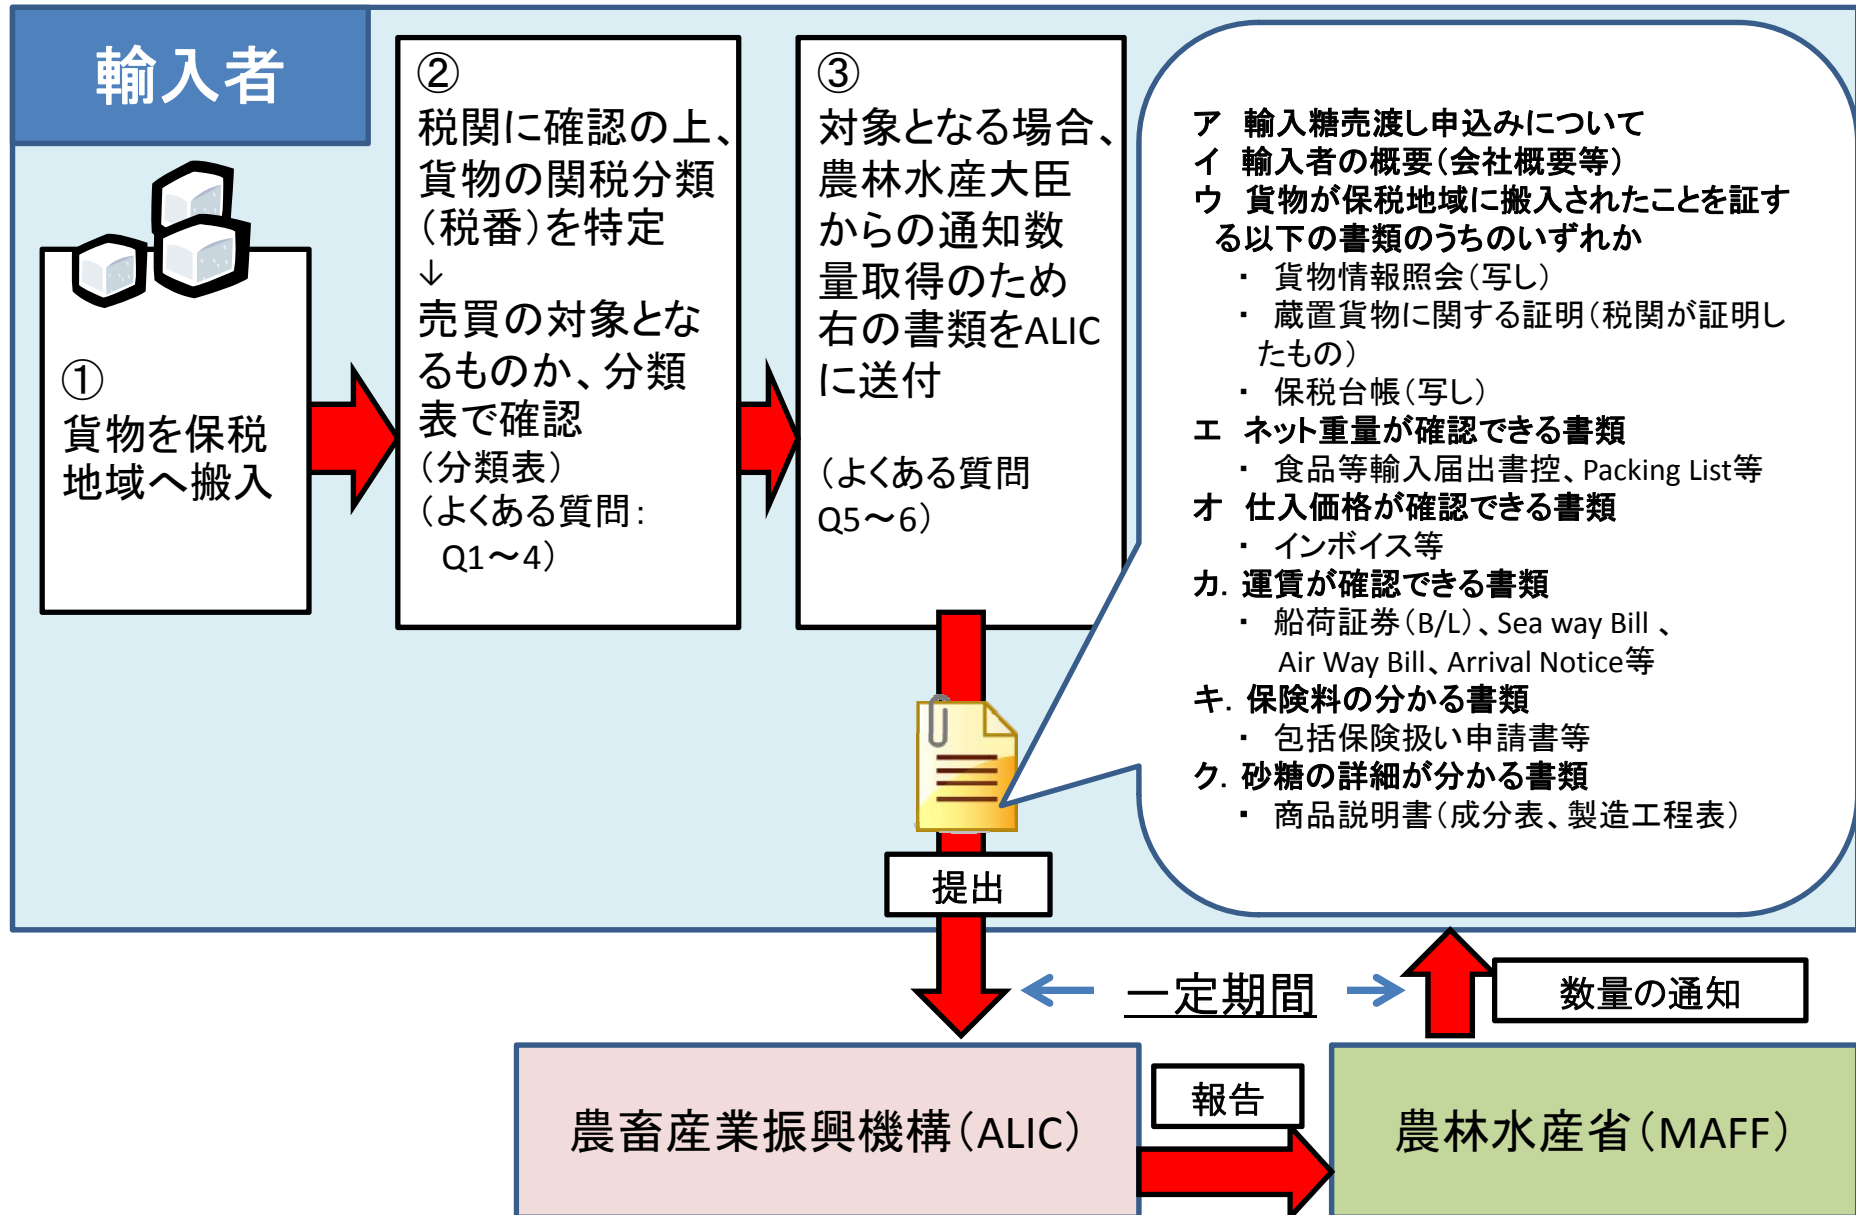 輸入者
①
貨物を保税
地域へ搬入
②
税関に確認の上、
貨物の関税分類
（税番）を特定
↓
売買の対象とな
るものか、分類
表で確認
（分類表）
（よくある質問：
Q1～4）
③
対象となる場合、
農林水産大臣
からの通知数
量取得のため
右の書類をALIC
に送付
（よくある質問
Q5～6）
ア　輸入糖売渡し申込みについて
イ　輸入者の概要（会社概要等）
ウ　貨物が保税地域に搬入されたことを証す
る以下の書類のうちのいずれか
・ 貨物情報照会（写し）
・ 蔵置貨物に関する証明（税関が証明し
たもの）
・ 保税台帳（写し）
エ　ネット重量が確認できる書類
・ 食品等輸入届出書控、Packing List等
オ　仕入価格が確認できる書類
・ インボイス等
カ. 運賃が確認できる書類
・ 船荷証券（B/L）、Sea way Bill 、
Air Way Bill、Arrival Notice等
キ. 保険料の分かる書類
・ 包括保険扱い申請書等
ク. 砂糖の詳細が分かる書類
・ 商品説明書（成分表、製造工程表）
提出
一定期間
数量の通知
農畜産業振興機構（ALIC）
報告
農林水産省（MAFF）